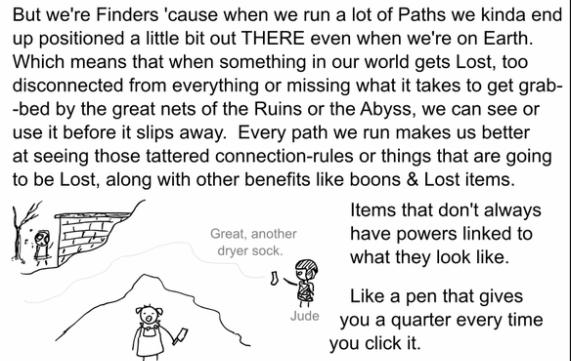 But we're Finders 'cause when we run a lot of Paths we kinda end
up positioned a little bit out THERE even when we're on Earth.
Which means that when something in our world gets Lost, too
disconnected from everything or missing what it takes to get grab-
-bed by the great nets of the Ruins or the Abyss, we can see or
use it before it slips away.  Every path we run makes us better
at seeing those tattered connection-rules or things that are going
to be Lost, along with other benefits like boons & Lost items.
Items that don't always
have powers linked to
what they look like.
Great, another
dryer sock.
Jude
Like a pen that gives
you a quarter every time
you click it.